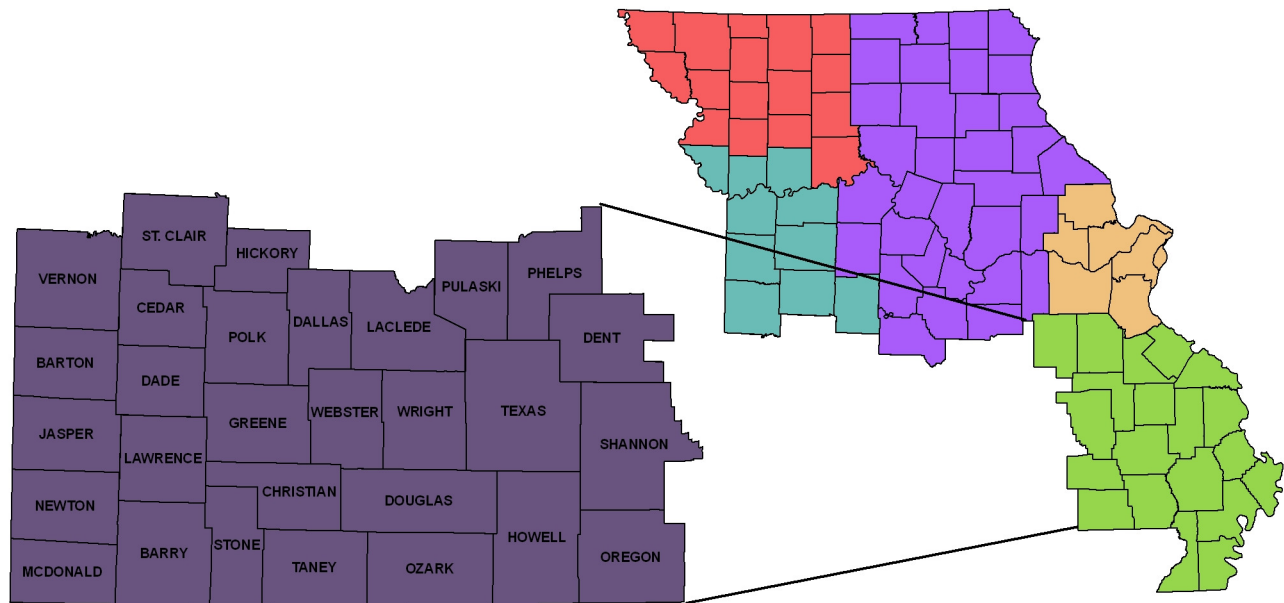 ST. CLAIR
HICKORY
VERNON
PULASKI
PHELPS
CEDAR
DALLAS
LACLEDE
POLK
DENT
BARTON
DADE
JASPER
GREENE
WEBSTER
WRIGHT
TEXAS
SHANNON
LAWRENCE
NEWTON
CHRISTIAN
DOUGLAS
HOWELL
STONE
BARRY
MCDONALD
TANEY
OZARK
OREGON